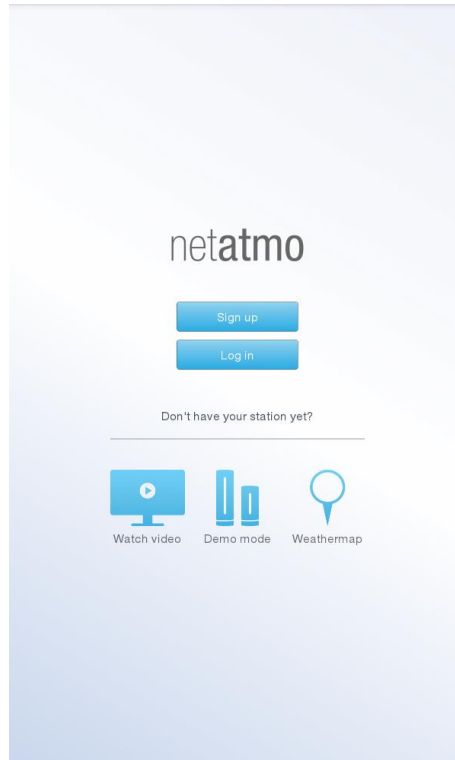 netatmo
Sign up
Log in
Don't have your station yet?
Watch video Demo mode Weathermap